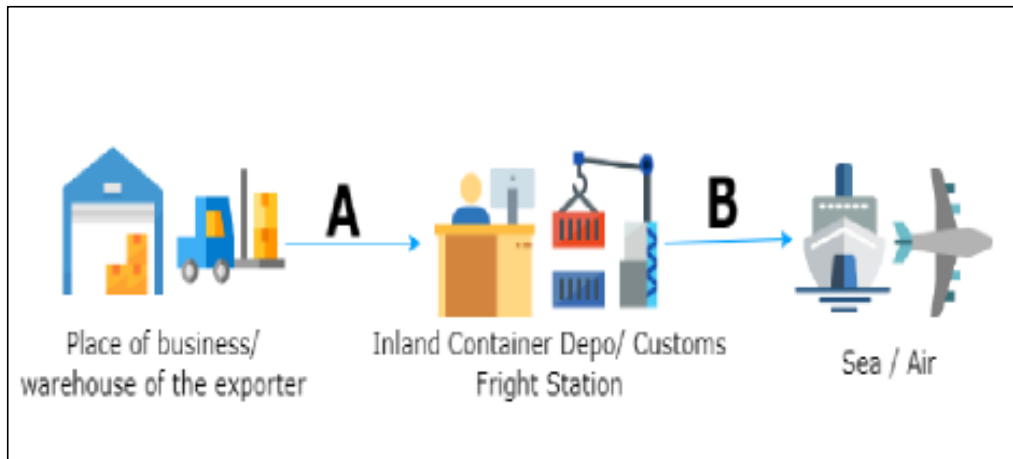 A
B
Place of business/
warehouse of the exporter
Inland Container Depo/ Customs
Fright Station
Sea / Air